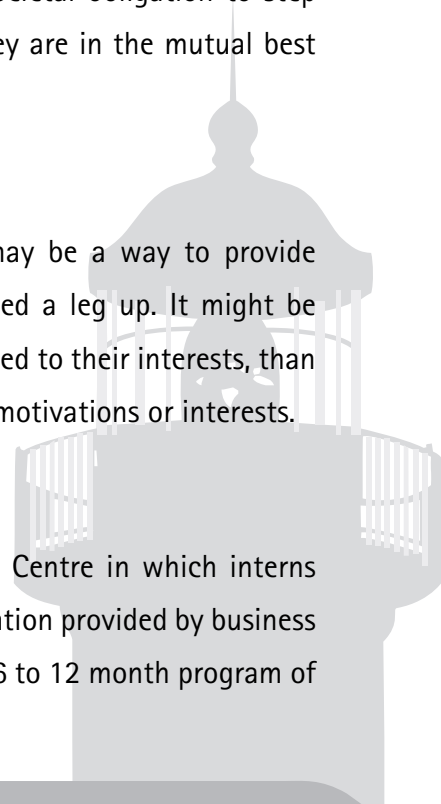 ey are in the mutual best
may be a way to provide
ed a leg up. It might be
ed to their interests, than
motivations or interests.
Centre in which interns
ation provided by business
6 to 12 month program of